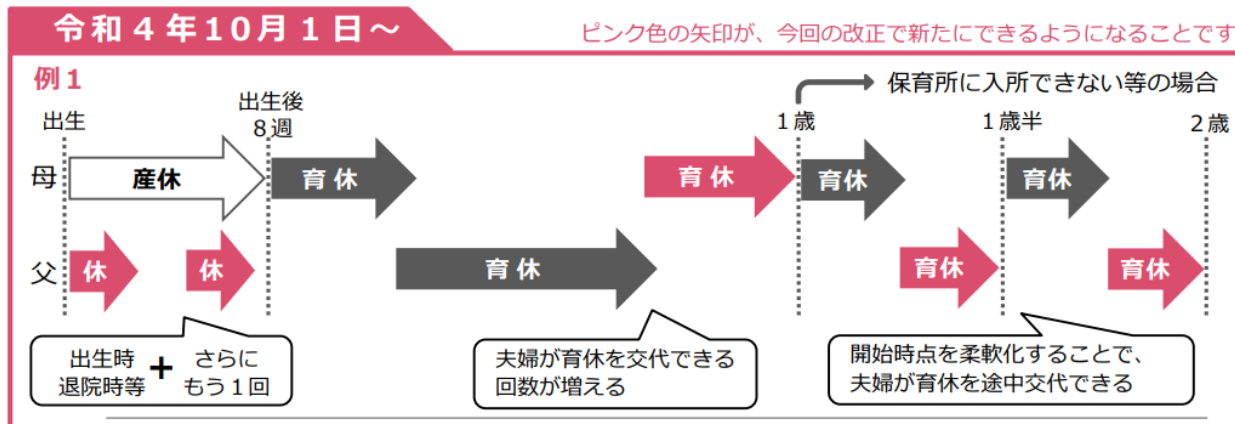 令和４年10月１日～
ピンク色の矢印が、今回の改正で新たにできるようになることです
例１
保育所に入所できない等の場合
出生
出生後
８週
１歳
１歳半
２歳
母
産休
育休
育休
育休
育休
父
休
休
育休
育休
育休
出生時
退院時等
＋
さらに
もう１回
夫婦が育休を交代できる
回数が増える
開始時点を柔軟化することで、
夫婦が育休を途中交代できる